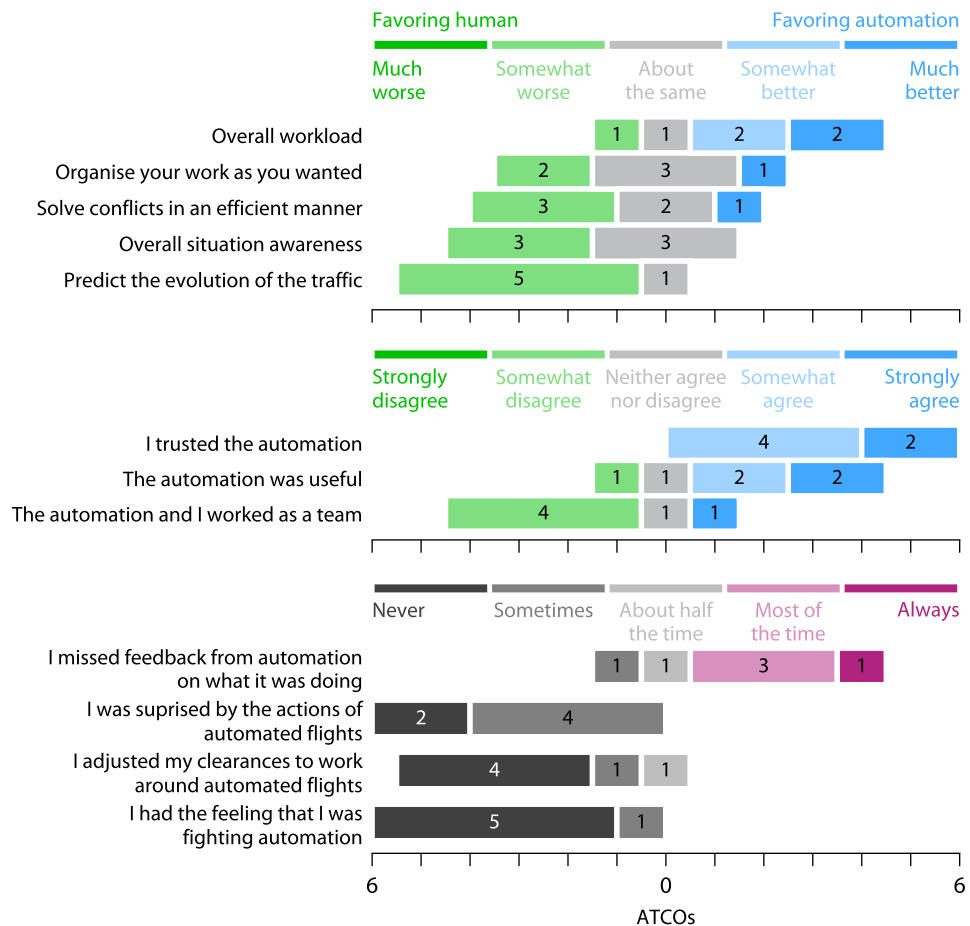 Favoring human Favoring automation
Much Somewhat About Somewhat Much
worse worse the same better better
Overall workload 1 1 2 2
Organise your work as you wanted 2 3 1
Solve conflicts in an efficient manner 3 2 1
Overall situation awareness 3 3
Predict the evolution of the traffic 5 1
Strongly Somewhat Neither agree Somewhat Strongly
disagree disagree nor disagree agree agree
I trusted the automation 4 2
The automation was useful 1 1 2 2
The automation and I worked as a team 4 1 1
Never Sometimes About half Most of Always
the time the time
I missed feedback from automation
on what it was doing 1 1 3 1
I was suprised by the actions of
automated flights 2 4
I adjusted my clearances to work
around automated flights 4 1 1
I had the feeling that I was
fighting automation 5 1
6 0 6
ATCOs